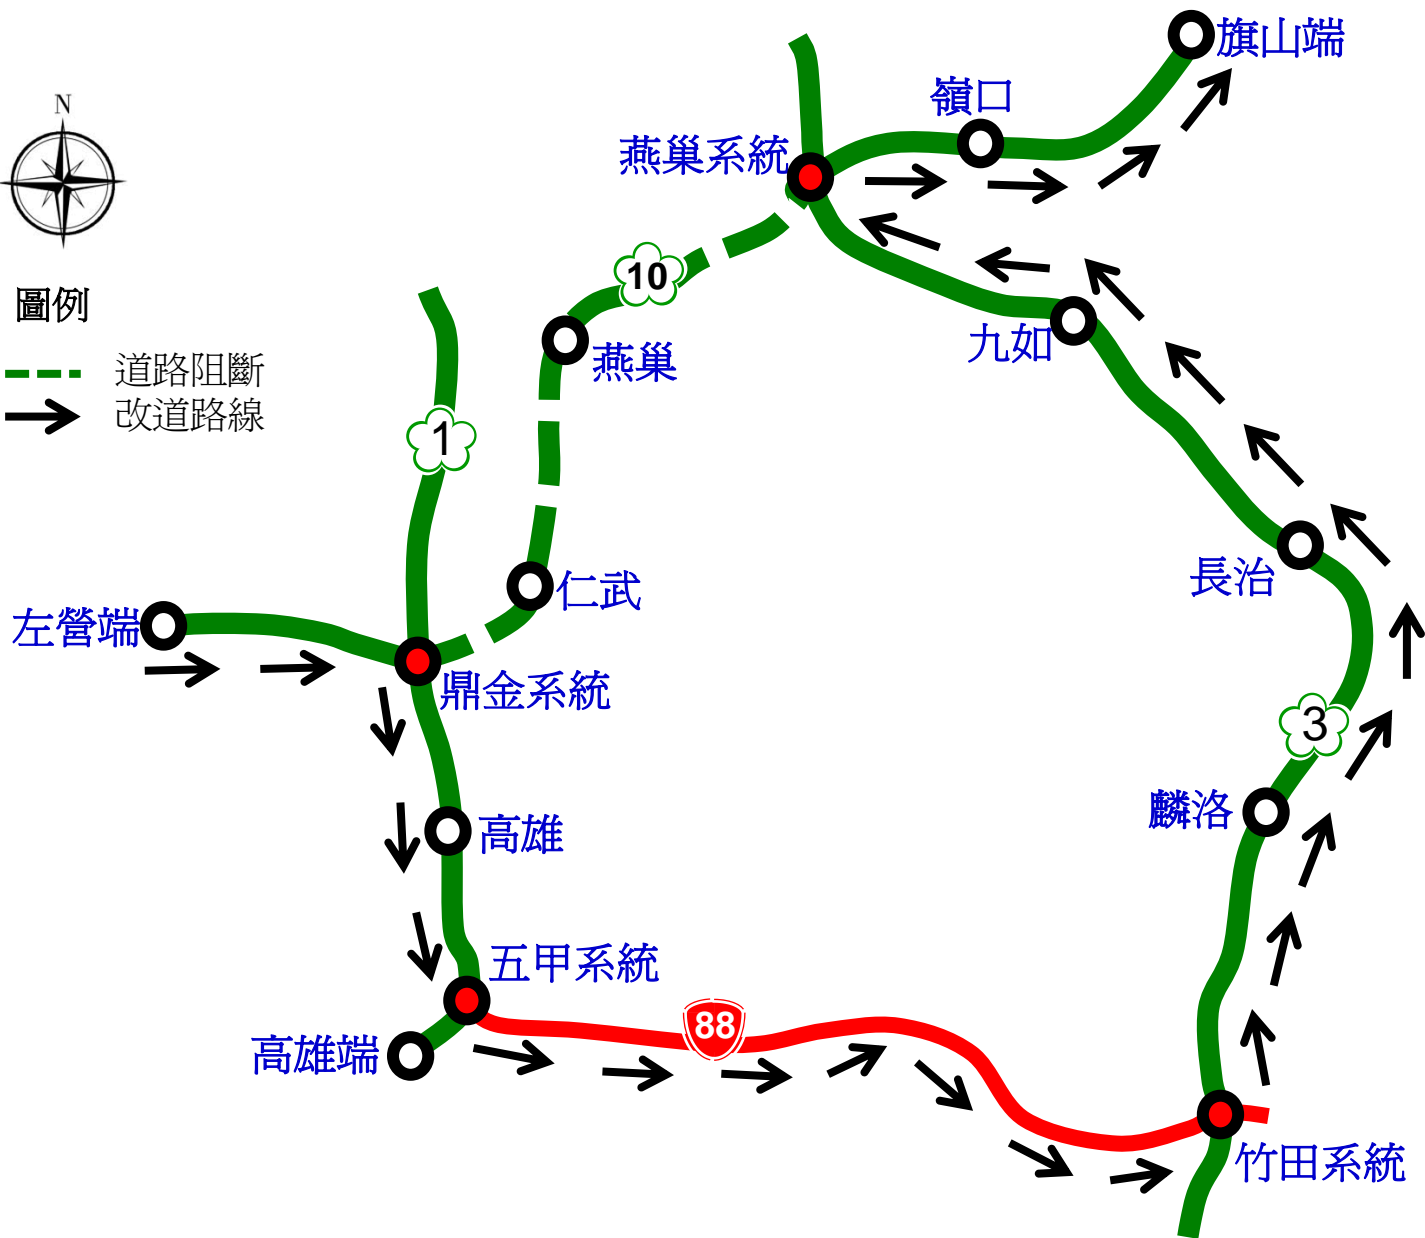 旗山端
嶺口
N
燕巢系統
10
圖例
九如
燕巢
道路阻斷
改道路線
1
長治
仁武
左營端
鼎金系統
3
麟洛
高雄
五甲系統
88
高雄端
竹田系統